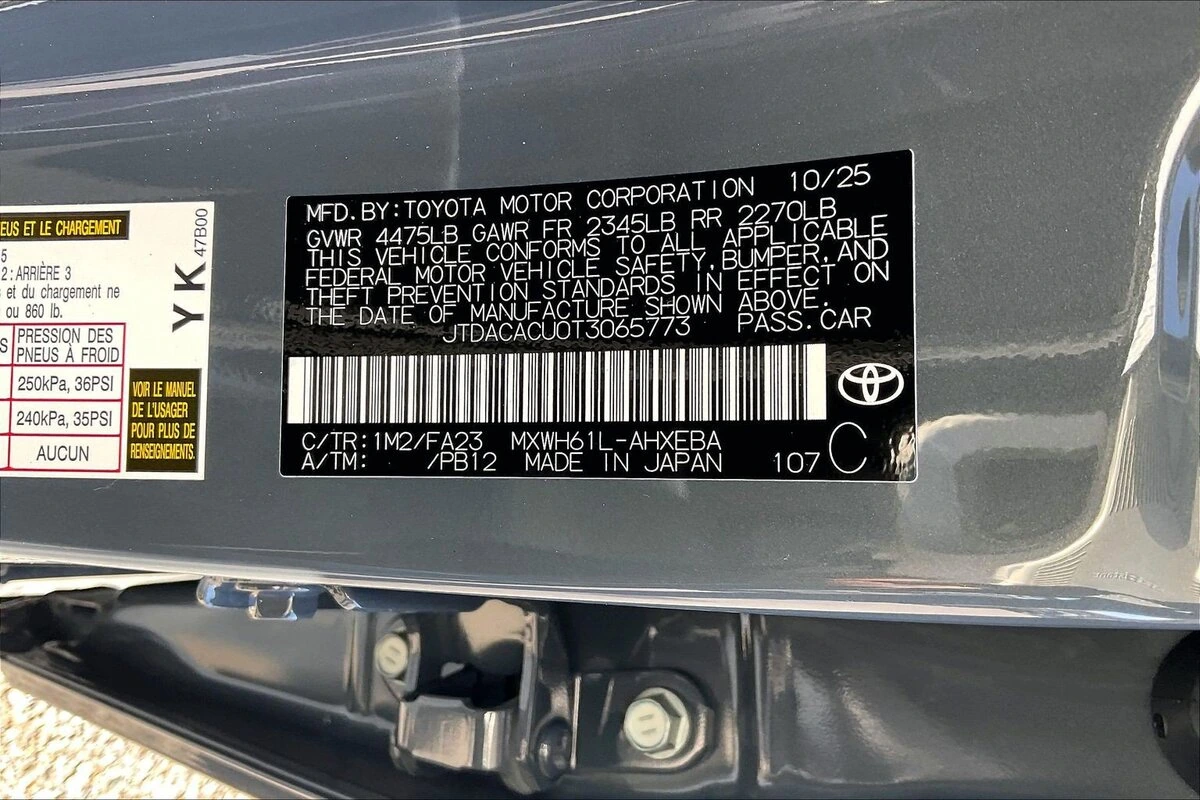 EUS ET LE CHARGEMENT
5
2 : ARRIÈRE 3
s et du chargement ne
ou 860 lb.
S
PRESSION DES
PNEUS À FROID
250kPa, 36PSI
240kPa, 35PSI
AUCUN
YK
47B00
VOIR LE MANUEL
DE L'USAGER
POUR PLUS DE
RENSEIGNEMENTS.
MFD.BY:TOYOTA MOTOR CORPORATION 10/25
GVWR 4475LB GAWR FR 2345LB RR 2270LB
THIS VEHICLE CONFORMS TO ALL APPLICABLE
FEDERAL MOTOR VEHICLE SAFETY,BUMPER,AND
THEFT PREVENTION STANDARDS IN EFFECT ON
THE DATE OF MANUFACTURE SHOWN ABOVE.
JTDACACU0T3065773 PASS.CAR
C/TR:1M2/FA23 MXWH61L-AHXEBA
A/TM: /PB12 MADE IN JAPAN 107 C